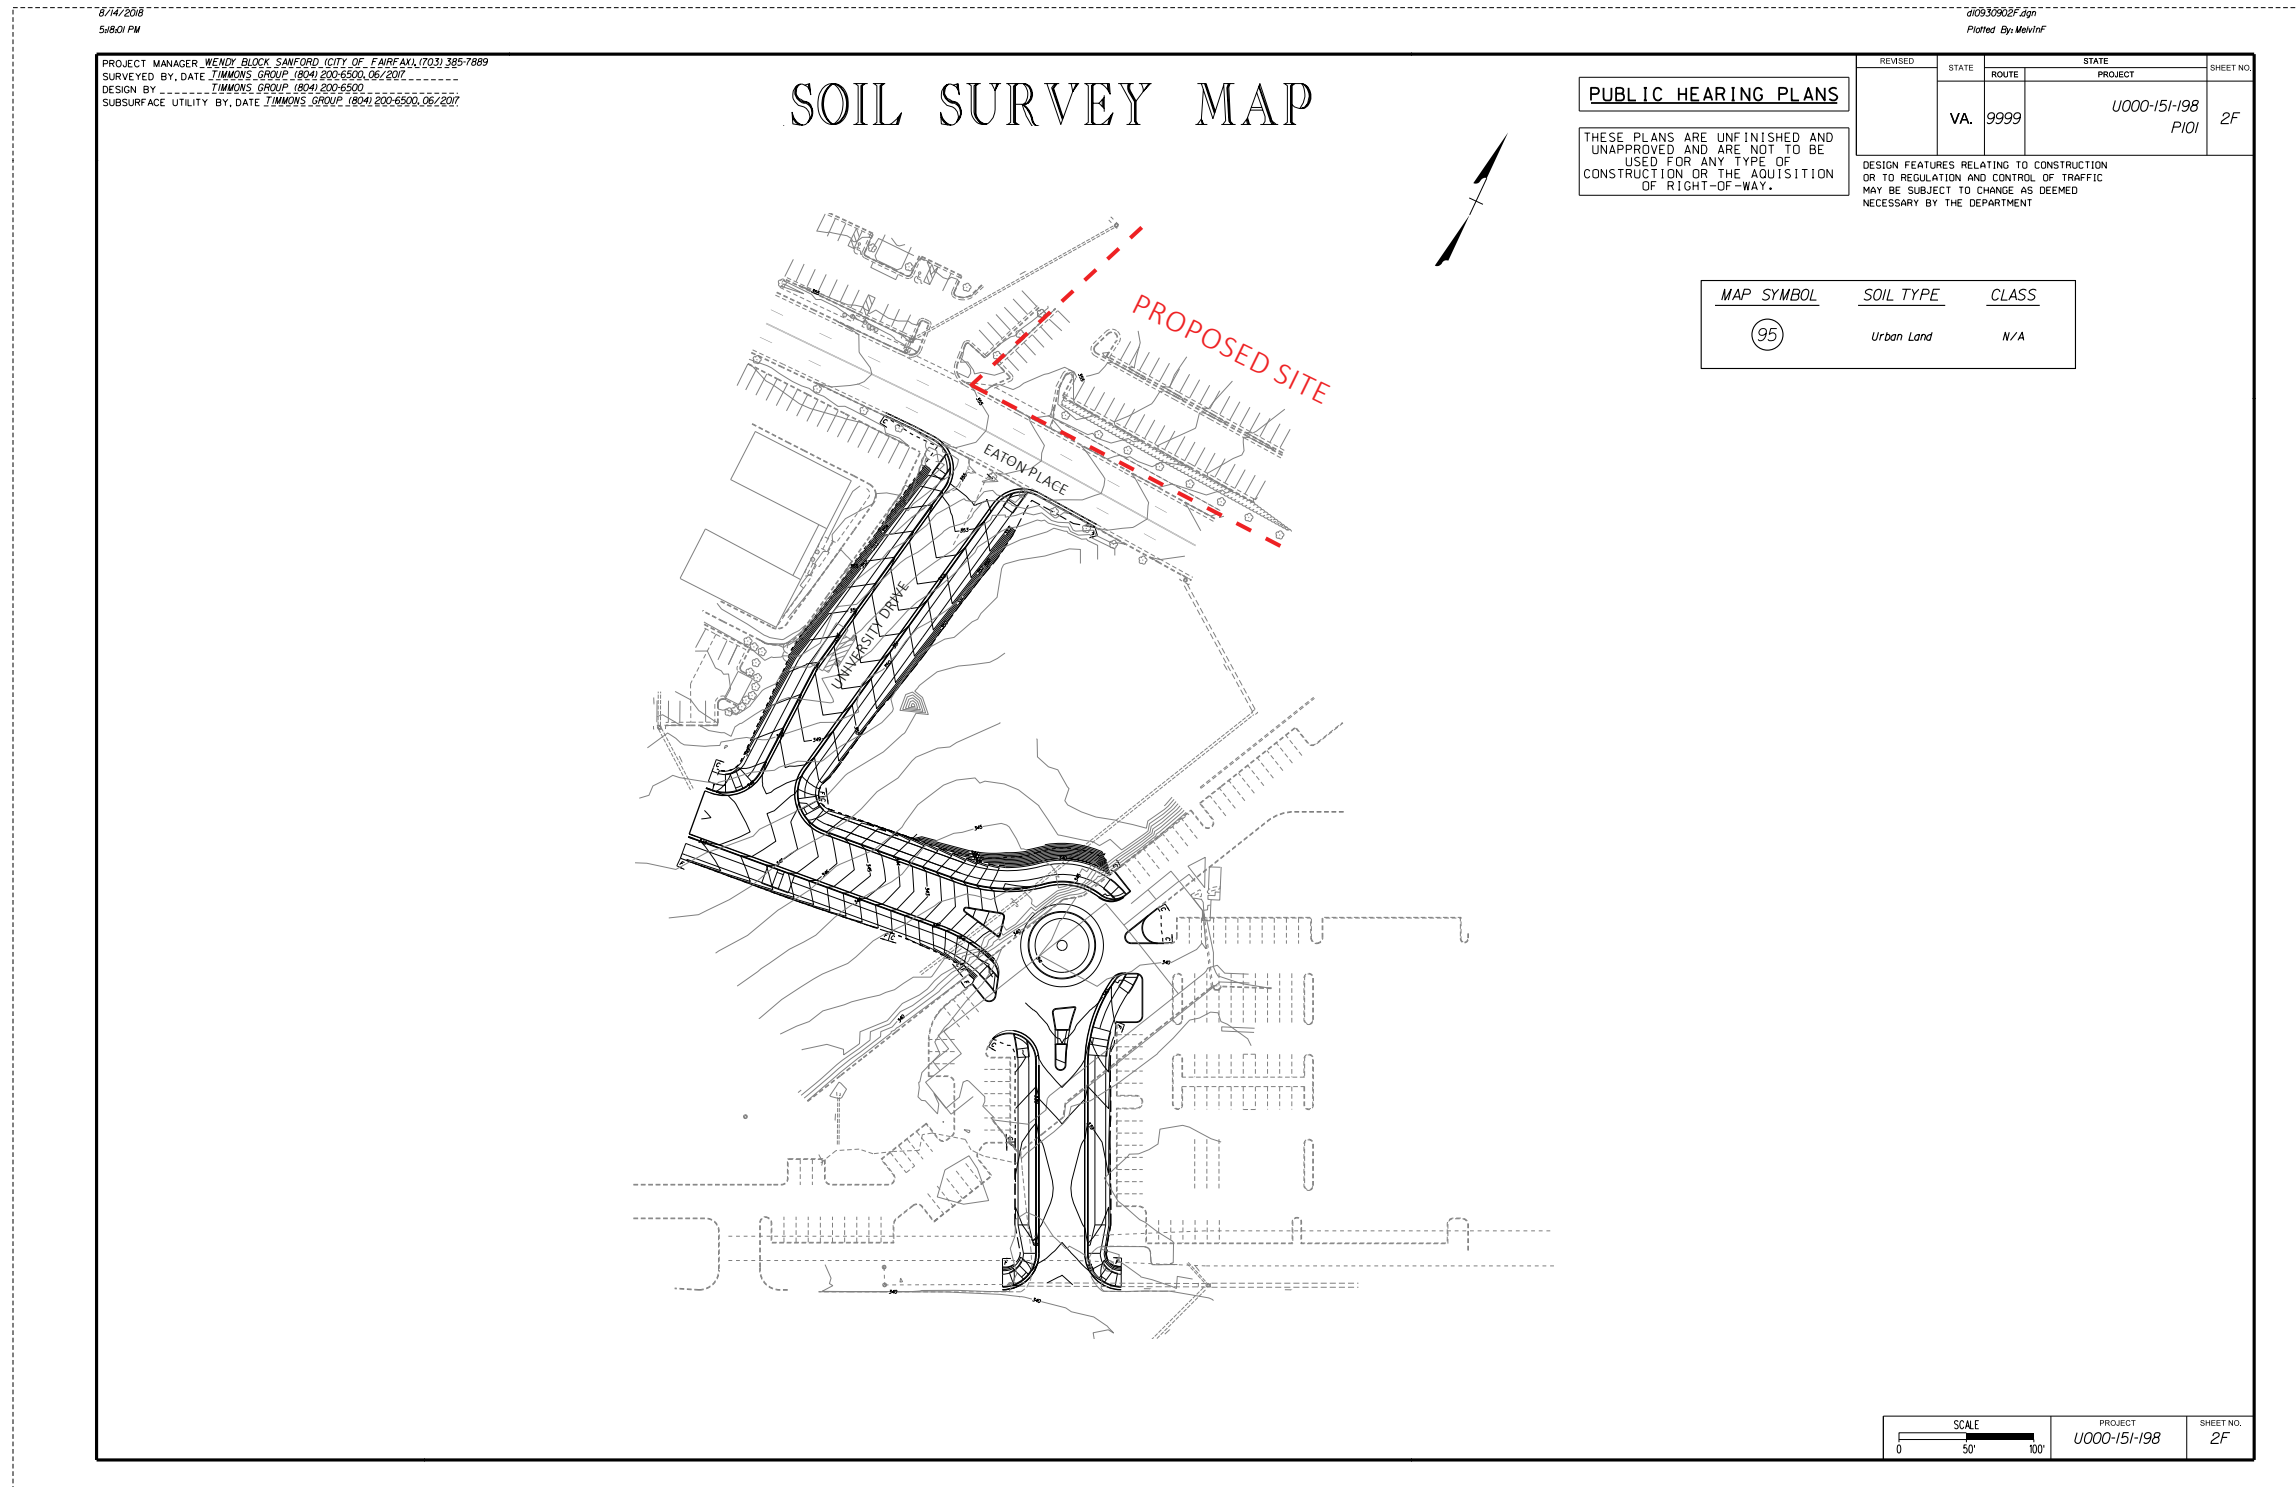 8/14/2018
5:18:01 PM
d10930902F.dgn
Plotted By: MelvinF
PROJECT MANAGER WENDY BLOCK SANFORD (CITY OF FAIRFAX), (703) 385-7889
SURVEYED BY, DATE TIMMONS GROUP (804) 200-6500, 06/2017
DESIGN BY TIMMONS GROUP (804) 200-6500
SUBSURFACE UTILITY BY, DATE TIMMONS GROUP (804) 200-6500, 06/2017
SOIL SURVEY MAP
PUBLIC HEARING PLANS
THESE PLANS ARE UNFINISHED AND
UNAPPROVED AND ARE NOT TO BE
USED FOR ANY TYPE OF
CONSTRUCTION OR THE AQUISITION
OF RIGHT-OF-WAY.
REVISED
STATE
STATE
ROUTE
PROJECT
SHEET NO.
VA.
9999
U000-151-198
P101
2F
DESIGN FEATURES RELATING TO CONSTRUCTION
OR TO REGULATION AND CONTROL OF TRAFFIC
MAY BE SUBJECT TO CHANGE AS DEEMED
NECESSARY BY THE DEPARTMENT
MAP SYMBOL SOIL TYPE CLASS
95 Urban Land N/A
PROPOSED SITE
EATON PLACE
UNIVERSITY DRIVE
349
345
340
340
340
340
SCALE
0 50' 100'
PROJECT
U000-151-198
SHEET NO.
2F